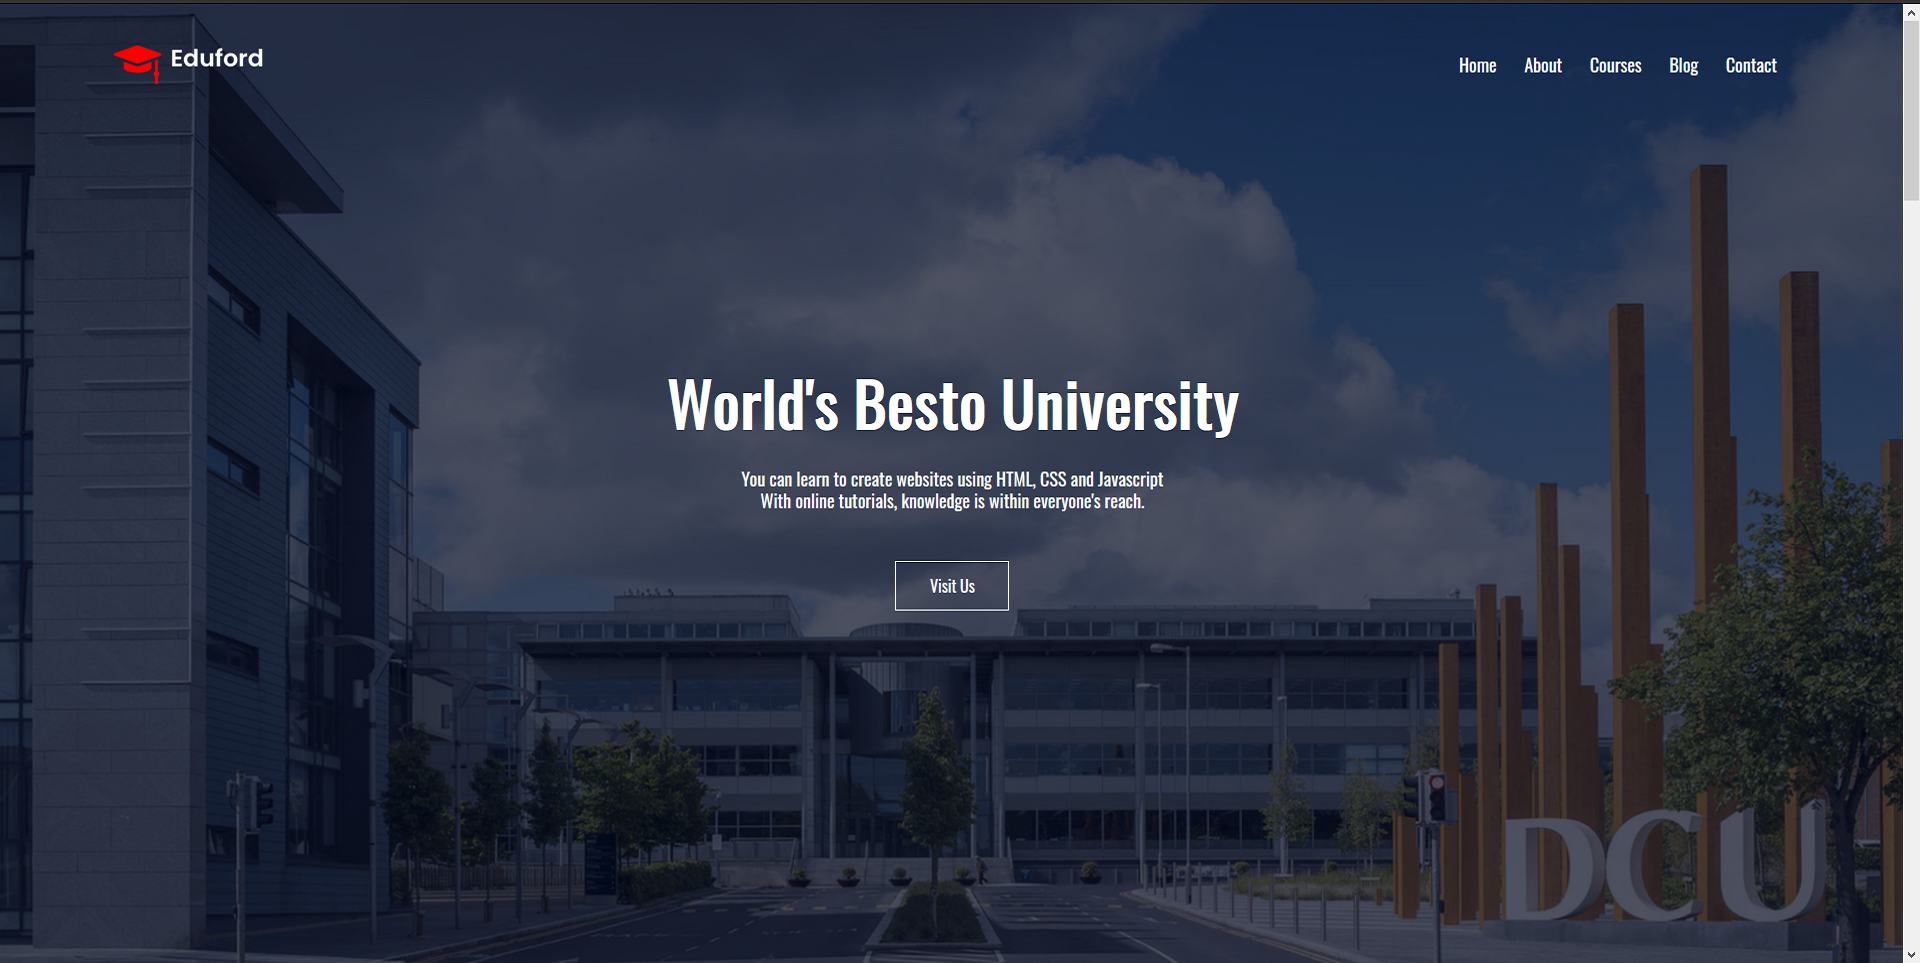 Eduford
Home About Courses Blog Contact
World's Besto University
You can learn to create websites using HTML, CSS and Javascript
With online tutorials, knowledge is within everyone's reach.
Visit Us
DCU